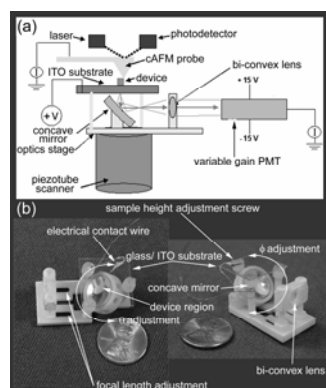 (a)
laser
photodetector
cAFM probe
ITO substrate
device
bi-convex lens
+ 15 V
+V
- 15 V
concave
mirror
optics stage
variable gain PMT
piezotube
scanner
(b)
sample height adjustment screw
electrical contact wire
glass/ ITO substrate
ϕ adjustment
concave mirror
device
region
θ adjustment
bi-convex lens
focal length adjustment